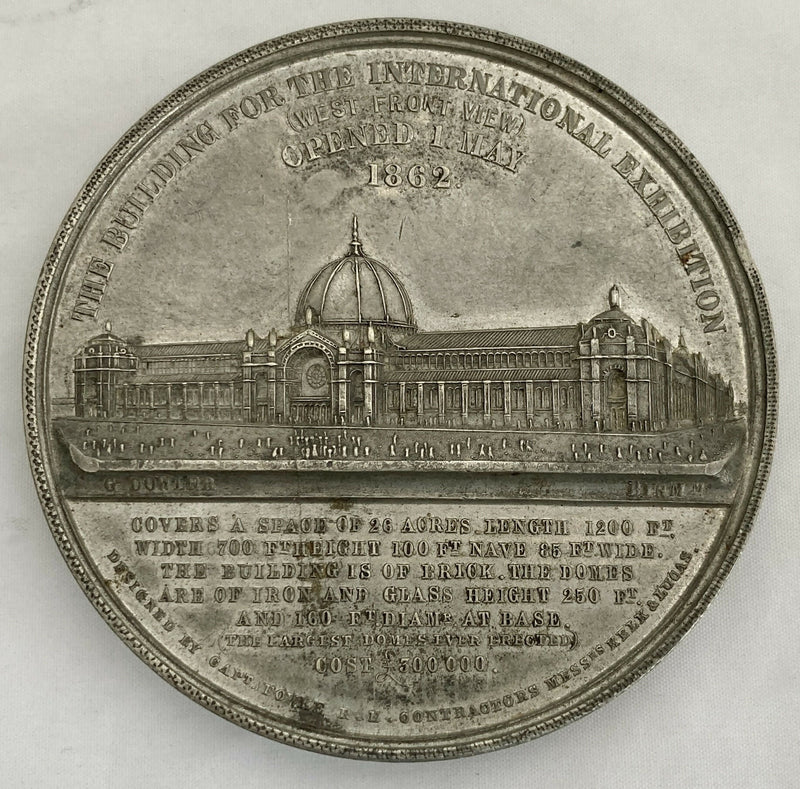 THE BUILDING FOR THE INTERNATIONAL EXHIBITION
(WEST FRONT VIEW)
OPENED 1 MAY
1862.
G DOWLER BIRM M
COVERS A SPACE OF 26 ACRES. LENGTH 1200 FT.
WIDTH 700 FT HEIGHT 100 FT NAVE 85 FT WIDE.
THE BUILDING IS OF BRICK. THE DOMES
ARE OF IRON AND GLASS HEIGHT 250 FT.
AND 160 FT DIAMR AT BASE.
(THE LARGEST DOMES EVER ERECTED)
COST £300000.
DESIGNED BY CAPT. FOWKE R. E. CONTRACTORS MESSRS KELK & LUCAS.